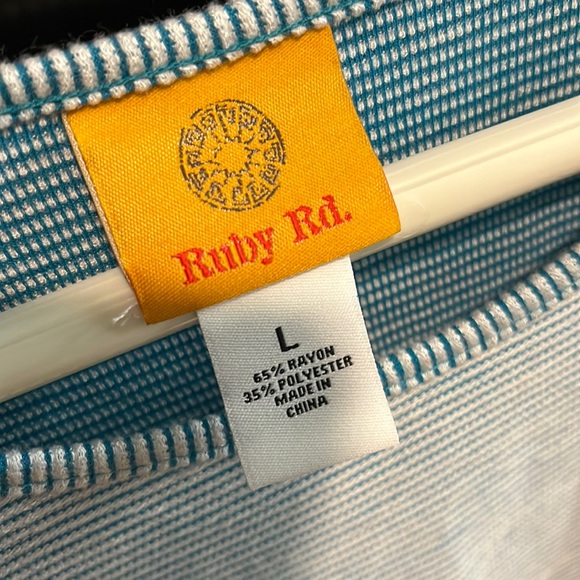 Ruby Rd.
L
65% RAYON
35% POLYESTER
MADE IN
CHINA